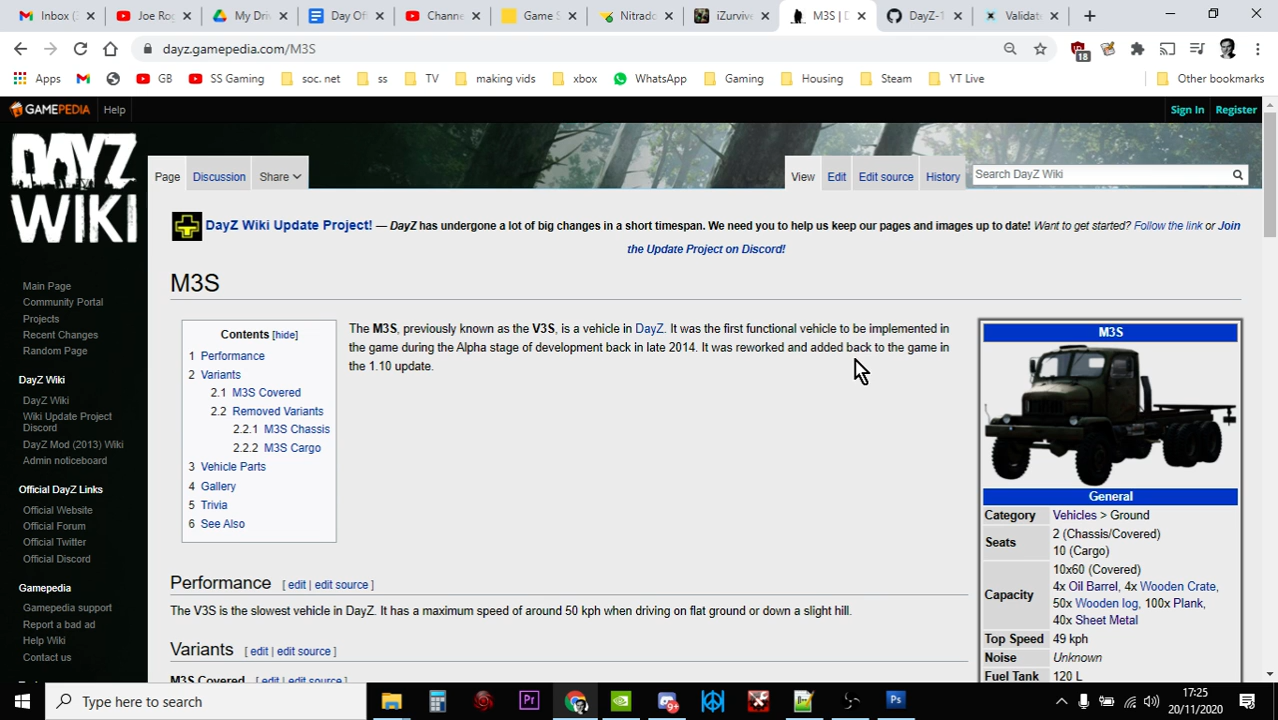 Inbox (
Joe Rog
My Driv
Day Of
Channe
Game S
Nitrado
iZurvive
M3S | D
DayZ-1
Validate
dayz.gamepedia.com/M3S
18
Apps
GB
SS Gaming
soc. net
ss
TV
making vids
xbox
WhatsApp
Gaming
Housing
Steam
YT Live
Other bookmarks
GAMEPEDIA
Help
Sign In
Register
DAYZ
WIKI
Page
Discussion
Share
View
Edit
Edit source
History
Search DayZ Wiki
DayZ Wiki Update Project! — DayZ has undergone a lot of big changes in a short timespan. We need you to help us keep our pages and images up to date! Want to get started? Follow the link or Join
the Update Project on Discord!
Main Page
Community Portal
Projects
Recent Changes
Random Page
DayZ Wiki
DayZ Wiki
Wiki Update Project
Discord
DayZ Mod (2013) Wiki
Admin noticeboard
Official DayZ Links
Official Website
Official Forum
Official Twitter
Official Discord
Gamepedia
Gamepedia support
Report a bad ad
Help Wiki
Contact us
M3S
Contents [hide]
1 Performance
2 Variants
2.1 M3S Covered
2.2 Removed Variants
2.2.1 M3S Chassis
2.2.2 M3S Cargo
3 Vehicle Parts
4 Gallery
5 Trivia
6 See Also
The M3S, previously known as the V3S, is a vehicle in DayZ. It was the first functional vehicle to be implemented in
the game during the Alpha stage of development back in late 2014. It was reworked and added back to the game in
the 1.10 update.
M3S
General
Category Vehicles > Ground
Seats 2 (Chassis/Covered)
10 (Cargo)
Capacity 10x60 (Covered)
4x Oil Barrel, 4x Wooden Crate,
50x Wooden log, 100x Plank,
40x Sheet Metal
Top Speed 49 kph
Noise Unknown
Fuel Tank 120 L
Performance [ edit | edit source ]
The V3S is the slowest vehicle in DayZ. It has a maximum speed of around 50 kph when driving on flat ground or down a slight hill.
Variants [ edit | edit source ]
M3S Covered [ edit | edit source ]
Type here to search
Pr
Ps
17:25
20/11/2020